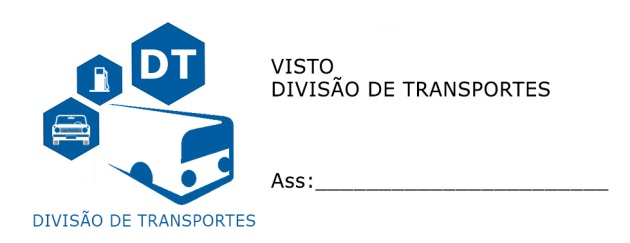 DT
VISTO
DIVISÃO DE TRANSPORTES
Ass:_______________________
DIVISÃO DE TRANSPORTES